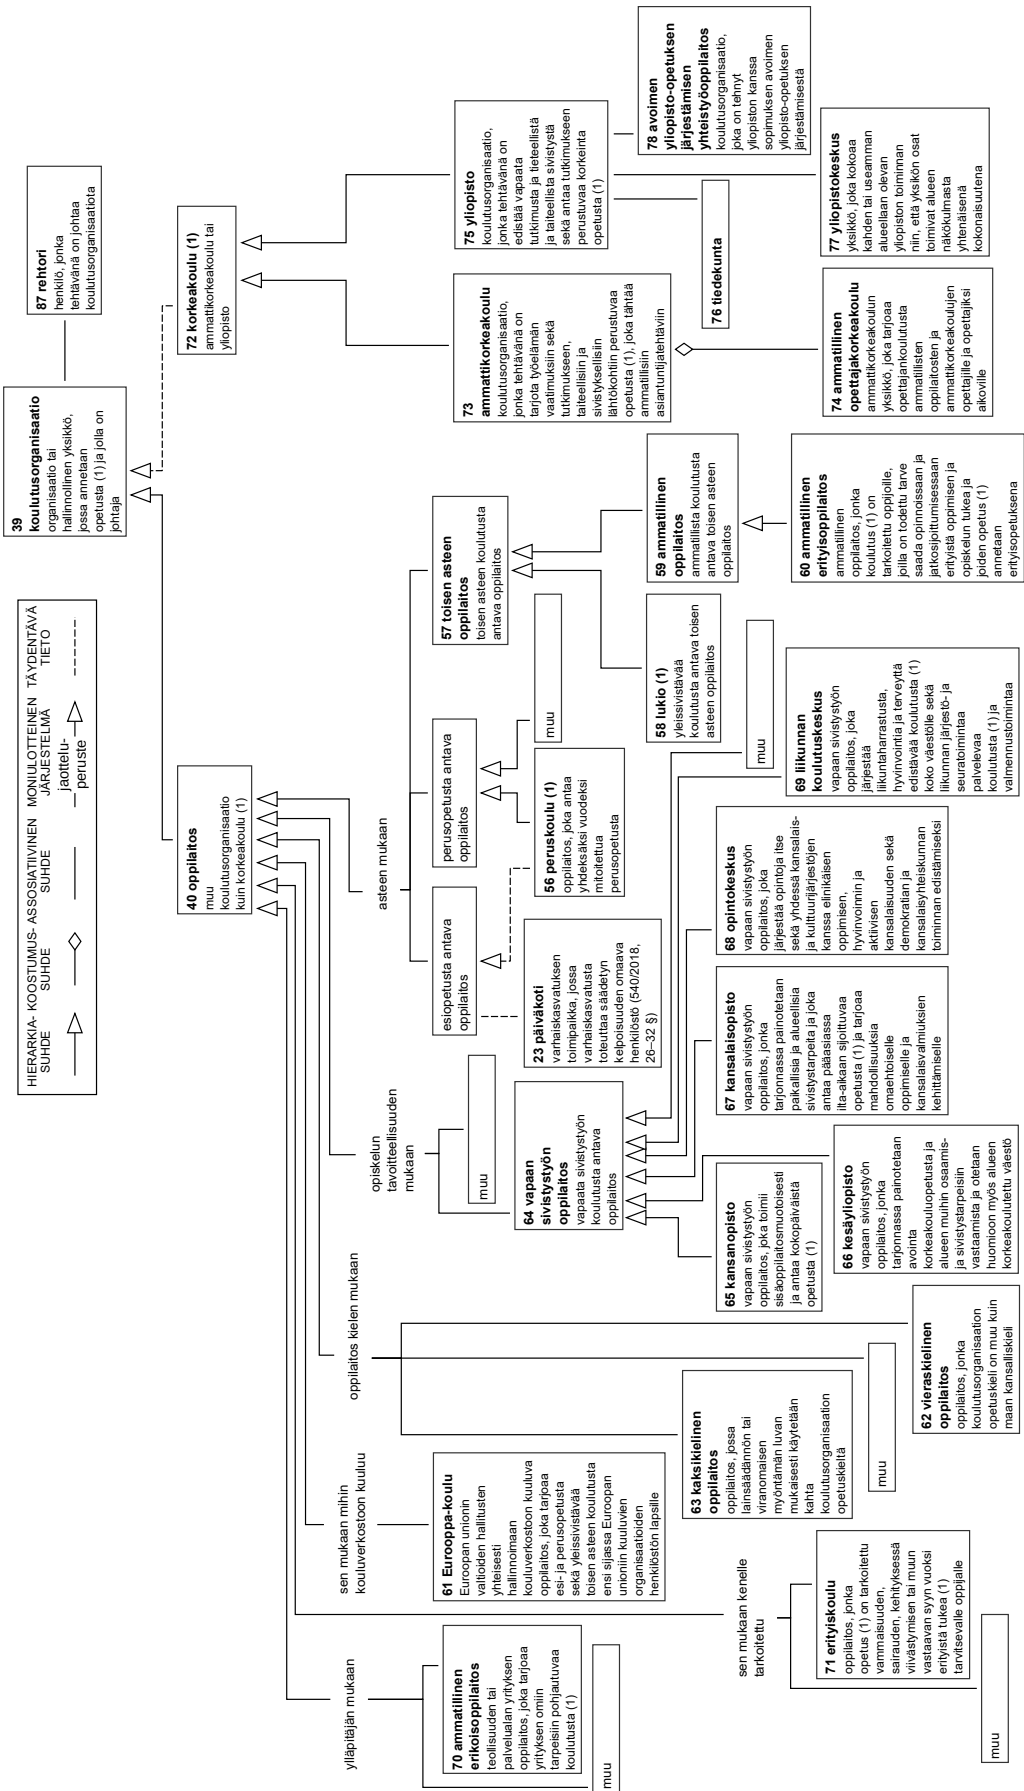 HIERARKIA- KOOSTUMUS- ASSOSIATIIVINEN MONIULOTTEINEN TÄYDENTÄVÄ
SUHDE SUHDE SUHDE JÄRJESTELMÄ TIETO
jaottelu-
peruste
39
koulutusorganisaatio
organisaatio tai
hallinnollinen yksikkö,
jossa annetaan
opetusta (1) ja jolla on
johtaja
87 rehtori
henkilö, jonka
tehtävänä on johtaa
koulutusorganisaatiota
40 oppilaitos
muu
koulutusorganisaatio
kuin korkeakoulu (1)
72 korkeakoulu (1)
ammattikorkeakoulu tai
yliopisto
ylläpitäjän mukaan
sen mukaan mihin
kouluverkostoon kuuluu
oppilaitos kielen mukaan
opiskelun
tavoitteellisuuden
mukaan
asteen mukaan
70 ammatillinen
erikoisoppilaitos
teollisuuden tai
palvelualan yrityksen
oppilaitos, joka tarjoaa
yrityksen omiin
tarpeisiin pohjautuvaa
koulutusta (1)
muu
61 Eurooppa-koulu
Euroopan unionin
valtioiden hallitusten
yhteisesti
hallinnoimaan
kouluverkostoon kuuluva
oppilaitos, joka tarjoaa
esi- ja perusopetusta
sekä yleissivistävää
toisen asteen koulutusta
ensi sijassa Euroopan
unioniin kuuluvien
organisaatioiden
henkilöstön lapsille
muu
esiopetusta antava
oppilaitos
perusopetusta antava
oppilaitos
57 toisen asteen
oppilaitos
toisen asteen koulutusta
antava oppilaitos
73
ammattikorkeakoulu
koulutusorganisaatio,
jonka tehtävänä on
tarjota työelämän
vaatimuksiin sekä
tutkimukseen,
taiteellisiin ja
sivistyksellisiin
lähtökohtiin perustuvaa
opetusta (1), joka tähtää
ammatillisiin
asiantuntijatehtäviin
75 yliopisto
koulutusorganisaatio,
jonka tehtävänä on
edistää vapaata
tutkimusta ja tieteellistä
ja taiteellista sivistystä
sekä antaa tutkimukseen
perustuvaa korkeinta
opetusta (1)
64 vapaan
sivistystyön
oppilaitos
vapaata sivistystyön
koulutusta antava
oppilaitos
23 päiväkoti
varhaiskasvatuksen
toimipaikka, jossa
varhaiskasvatusta
toteuttaa säädetyn
kelpoisuuden omaava
henkilöstö (540/2018,
26–32 §)
56 peruskoulu (1)
oppilaitos, joka antaa
yhdeksäksi vuodeksi
mitoitettua
perusopetusta
muu
58 lukio (1)
yleissivistävää
koulutusta antava toisen
asteen oppilaitos
59 ammatillinen
oppilaitos
ammatillista koulutusta
antava toisen asteen
oppilaitos
76 tiedekunta
78 avoimen
yliopisto-opetuksen
järjestämisen
yhteistyöoppilaitos
koulutusorganisaatio,
joka on tehnyt
yliopiston kanssa
sopimuksen avoimen
yliopisto-opetuksen
järjestämisestä
sen mukaan kenelle
tarkoitettu
63 kaksikielinen
oppilaitos
oppilaitos, jossa
lainsäädännön tai
viranomaisen
myöntämän luvan
mukaisesti käytetään
kahta
koulutusorganisaation
opetuskieltä
65 kansanopisto
vapaan sivistystyön
oppilaitos, joka toimii
sisäoppilaitosmuotoisesti
ja antaa kokopäiväistä
opetusta (1)
67 kansalaisopisto
vapaan sivistystyön
oppilaitos, jonka
tarjonnassa painotetaan
paikallisia ja alueellisia
sivistystarpeita ja joka
antaa pääasiassa
ilta-aikaan sijoittuvaa
opetusta (1) ja tarjoaa
mahdollisuuksia
omaehtoiselle
oppimiselle ja
kansalaisvalmiuksien
kehittämiselle
68 opintokeskus
vapaan sivistystyön
oppilaitos, joka
järjestää opintoja itse
sekä yhdessä kansalais-
ja kulttuurijärjestöjen
kanssa elinikäisen
oppimisen,
hyvinvoinnin ja
aktiivisen
kansalaisuuden sekä
demokratian ja
kansalaisyhteiskunnan
toiminnan edistämiseksi
muu
69 liikunnan
koulutuskeskus
vapaan sivistystyön
oppilaitos, joka
järjestää
liikuntaharrastusta,
hyvinvointia ja terveyttä
edistävää koulutusta (1)
koko väestölle sekä
liikunnan järjestö- ja
seuratoimintaa
palvelevaa
koulutusta (1) ja
valmennustoimintaa
60 ammatillinen
erityisoppilaitos
ammatillinen
oppilaitos, jonka
koulutus (1) on
tarkoitettu oppijoille,
joilla on todettu tarve
saada opinnoissaan ja
jatkosijoittumisessaan
erityistä oppimisen ja
opiskelun tukea ja
joiden opetus (1)
annetaan
erityisopetuksena
74 ammatillinen
opettajakorkeakoulu
ammattikorkeakoulun
yksikkö, joka tarjoaa
opettajankoulutusta
ammatillisten
oppilaitosten ja
ammattikorkeakoulujen
opettajille ja opettajiksi
aikoville
77 yliopistokeskus
yksikkö, joka kokoaa
kahden tai useamman
alueellaan olevan
yliopiston toiminnan
niin, että yksikön osat
toimivat alueen
näkökulmasta
yhtenäisenä
kokonaisuutena
71 erityiskoulu
oppilaitos, jonka
opetus (1) on tarkoitettu
vammaisuuden,
sairauden, kehityksessä
viivästymisen tai muun
vastaavan syyn vuoksi
erityistä tukea (1)
tarvitsevalle oppijalle
muu
muu
62 vieraskielinen
oppilaitos
oppilaitos, jonka
koulutusorganisaation
opetuskieli on muu kuin
maan kansalliskieli
66 kesäyliopisto
vapaan sivistystyön
oppilaitos, jonka
tarjonnassa painotetaan
avointa
korkeakouluopetusta ja
alueen muihin osaamis-
ja sivistystarpeisiin
vastaamista ja otetaan
huomioon myös alueen
korkeakoulutettu väestö